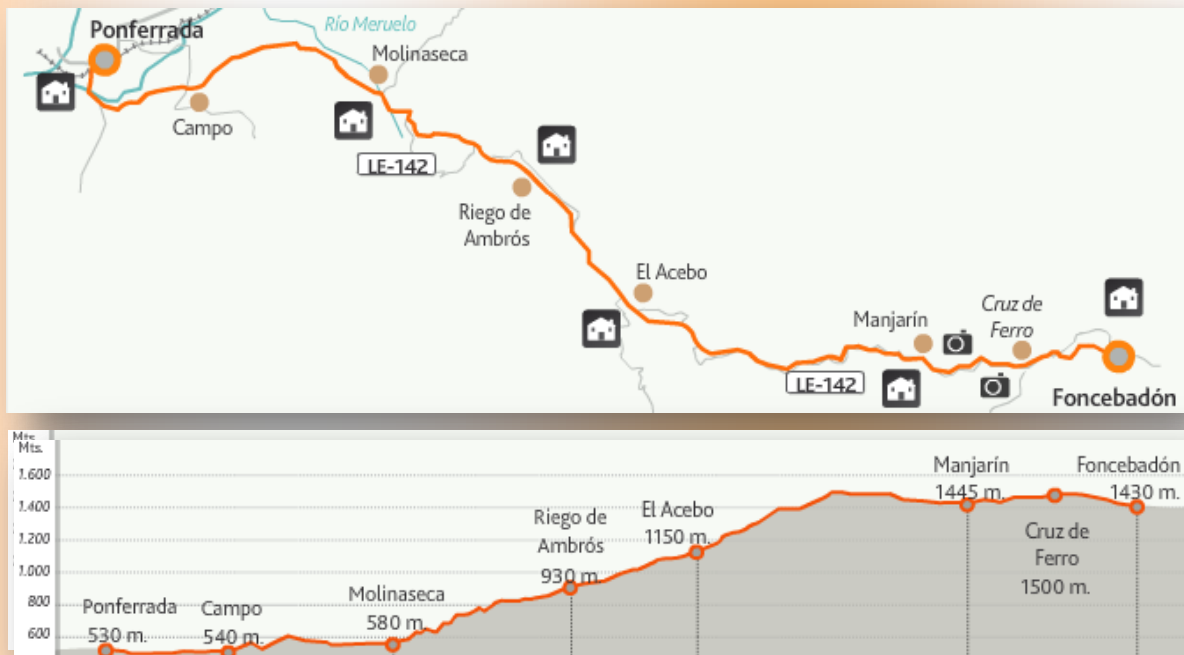 Ponferrada
Río Meruelo
Molinaseca
Campo
LE-142
Riego de
Ambrós
El Acebo
Manjarín
Cruz de
Ferro
LE-142
Foncebadón
Mts.
Mts.
1.600
1.400
1.200
1.000
800
600
Ponferrada
530 m.
Campo
540 m.
Molinaseca
580 m.
Riego de
Ambrós
930 m.
El Acebo
1150 m.
Manjarín
1445 m.
Cruz de
Ferro
1500 m.
Foncebadón
1430 m.